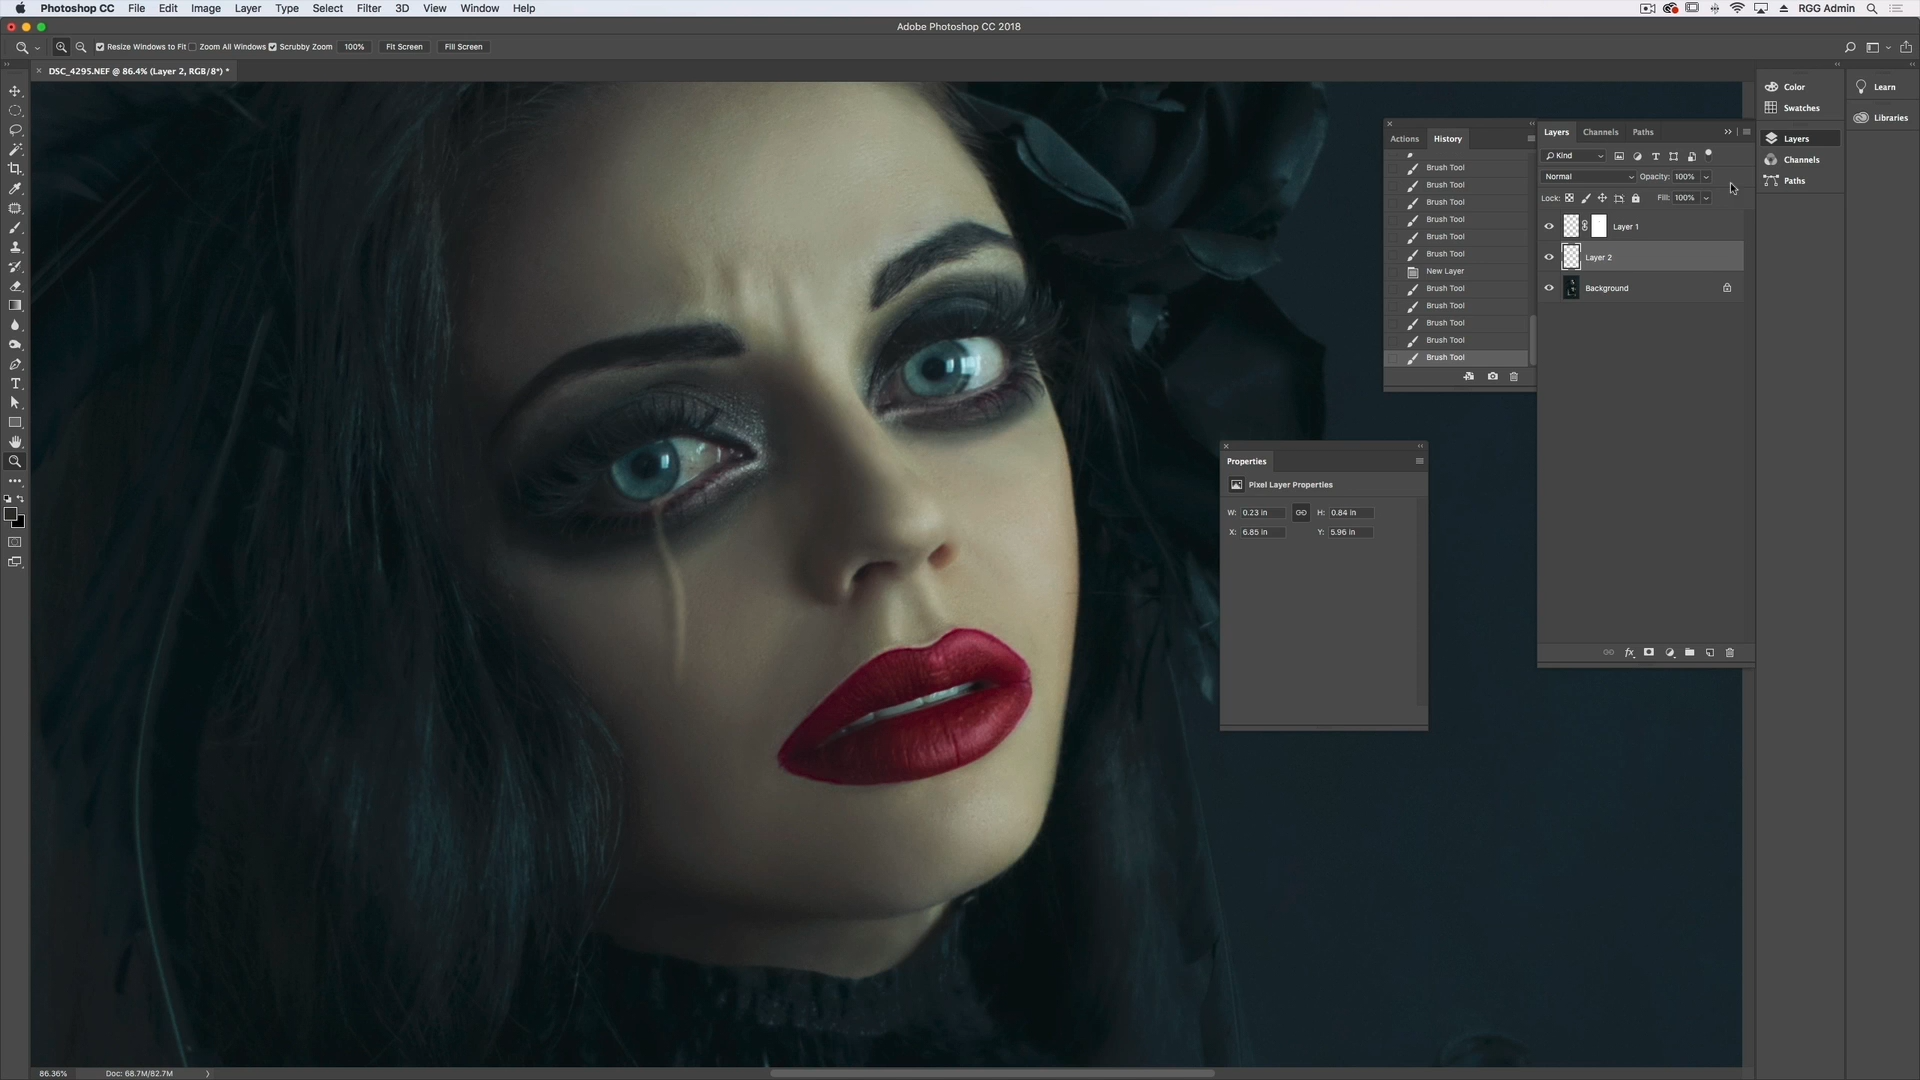 Photoshop CC File Edit Image Layer Type Select Filter 3D View Window Help RGG Admin
Adobe Photoshop CC 2018
Resize Windows to Fit Zoom All Windows Scrubby Zoom 100% Fit Screen Fill Screen
DSC_4295.NEF @ 86.4% (Layer 2, RGB/8*) *
Color
Swatches
Layers
Channels
Paths
Learn
Libraries
Actions History
Brush Tool
Brush Tool
Brush Tool
Brush Tool
Brush Tool
Brush Tool
New Layer
Brush Tool
Brush Tool
Brush Tool
Brush Tool
Brush Tool
Layers Channels Paths
Kind
Normal Opacity: 100%
Lock: Fill: 100%
Layer 1
Layer 2
Background
fx
Properties
Pixel Layer Properties
W: 0.23 in H: 0.84 in
X: 6.85 in Y: 5.96 in
86.36% Doc: 68.7M/82.7M